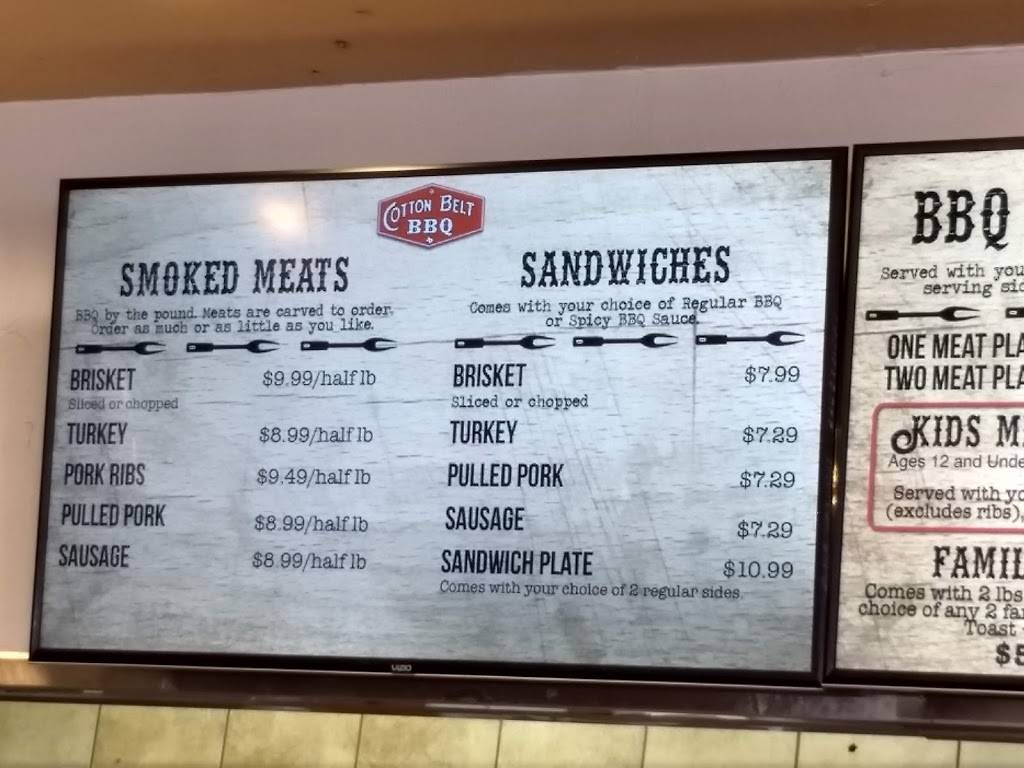 COTTON BELT
BBQ
SMOKED MEATS
BBQ by the pound. Meats are carved to order.
Order as much or as little as you like.
BRISKET $9.99/half lb
Sliced or chopped
TURKEY $8.99/half lb
PORK RIBS $9.49/half lb
PULLED PORK $8.99/half lb
SAUSAGE $8.99/half lb
SANDWICHES
Comes with your choice of Regular BBQ
or Spicy BBQ Sauce.
BRISKET $7.99
Sliced or chopped
TURKEY $7.29
PULLED PORK $7.29
SAUSAGE $7.29
SANDWICH PLATE $10.99
Comes with your choice of 2 regular sides.
VIZIO
BBQ
Served with you
serving sid
ONE MEAT PLA
TWO MEAT PLA
KIDS M
Ages 12 and Unde
Served with yo
(excludes ribs),
FAMIL
Comes with 2 lbs
choice of any 2 fa
Toast
$5